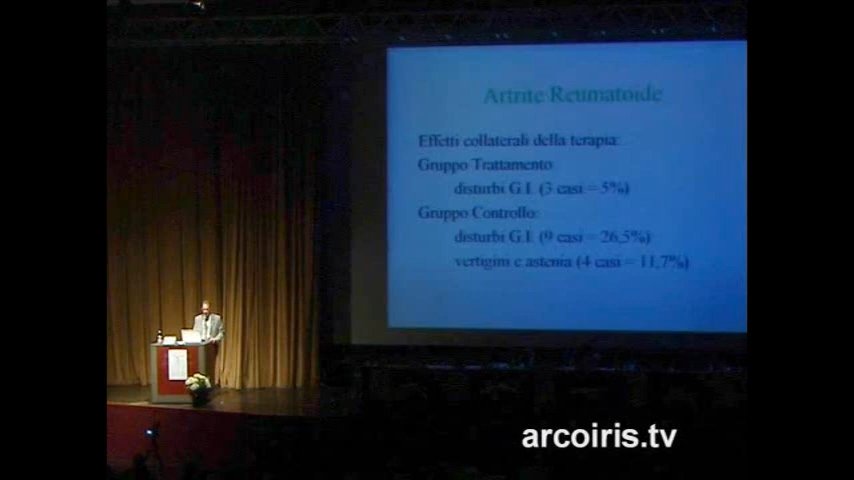 Artrite Reumatoide
Effetti collaterali della terapia:
Gruppo Trattamento:
disturbi G.I. (3 casi = 5%)
Gruppo Controllo:
disturbi G.I. (9 casi = 26,5%)
vertigini e astenia (4 casi = 11,7%)
arcoiris.tv